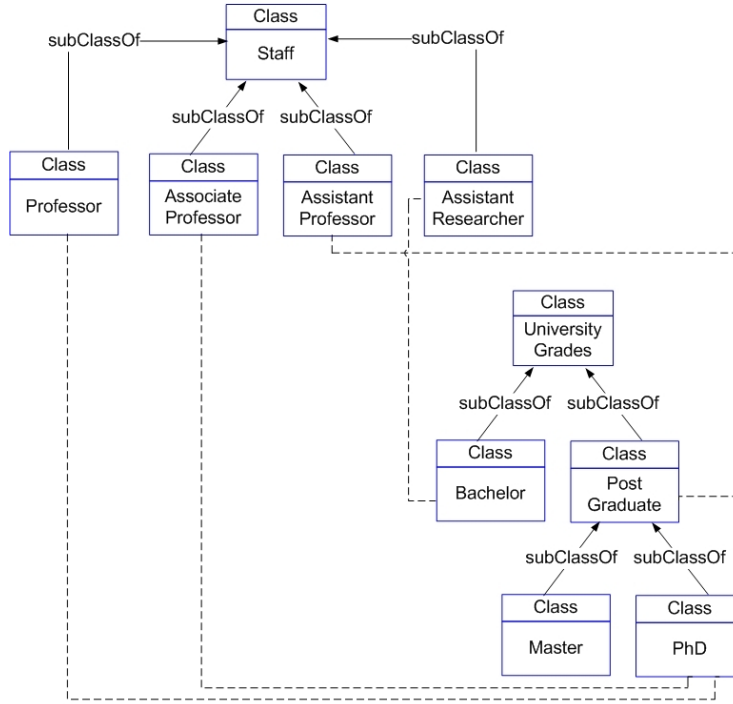 Class
subClassOf
Staff
subClassOf
subClassOf
subClassOf
Class
Professor
Class
Associate
Professor
Class
Assistant
Professor
Class
Assistant
Researcher
Class
University
Grades
subClassOf
subClassOf
Class
Bachelor
Class
Post
Graduate
subClassOf
subClassOf
Class
Master
Class
PhD